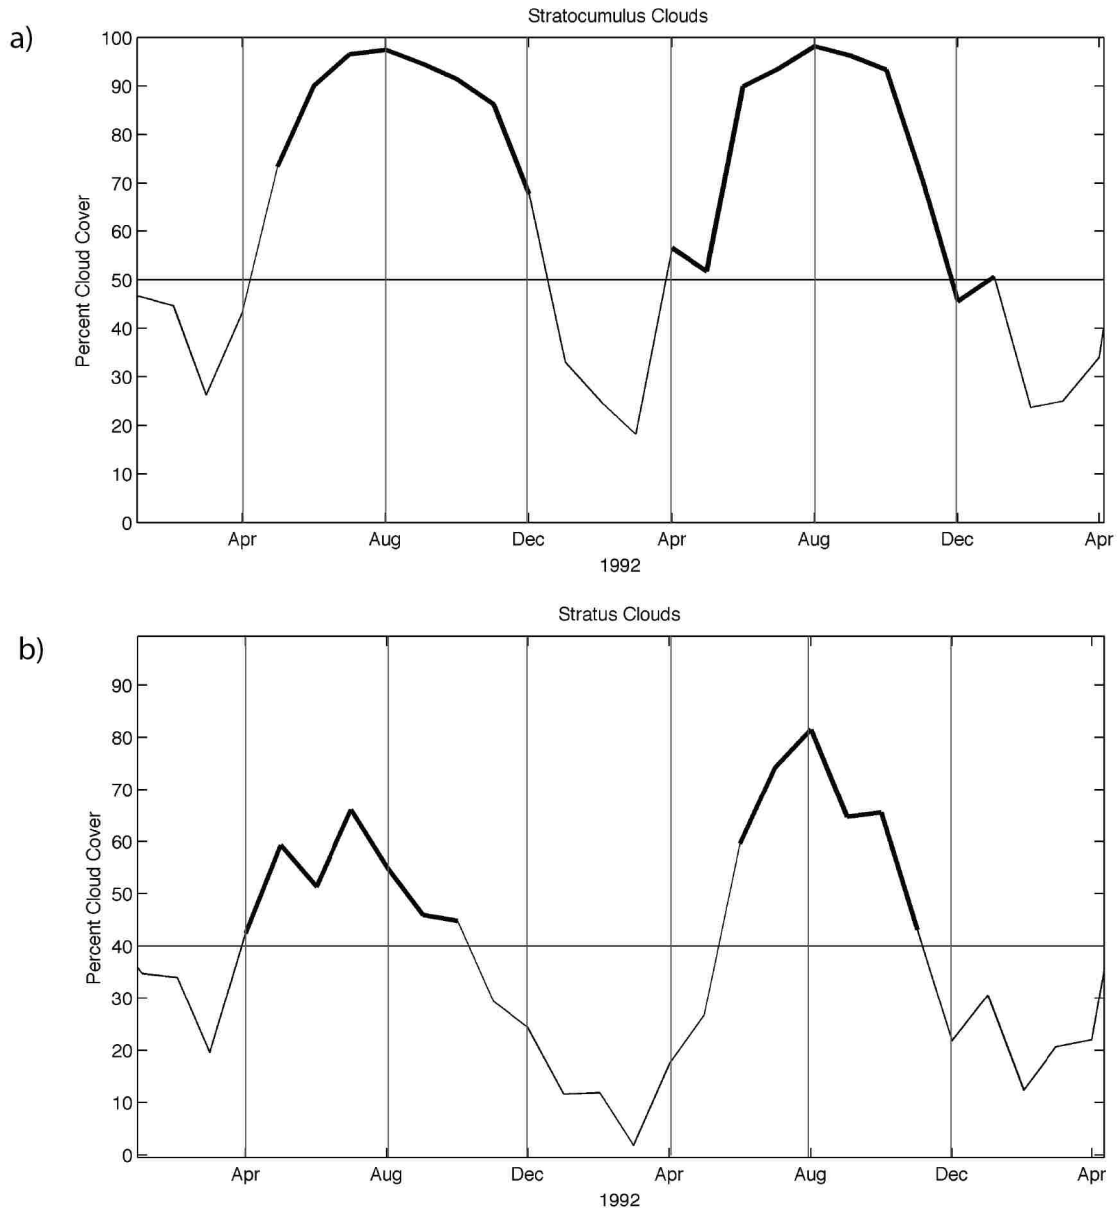 Stratocumulus Clouds
a)
100
90
80
70
60
50
40
30
20
10
0
Percent Cloud Cover
Apr Aug Dec Apr Aug Dec Apr
1992
Stratus Clouds
b)
90
80
70
60
50
40
30
20
10
0
Percent Cloud Cover
Apr Aug Dec Apr Aug Dec Apr
1992